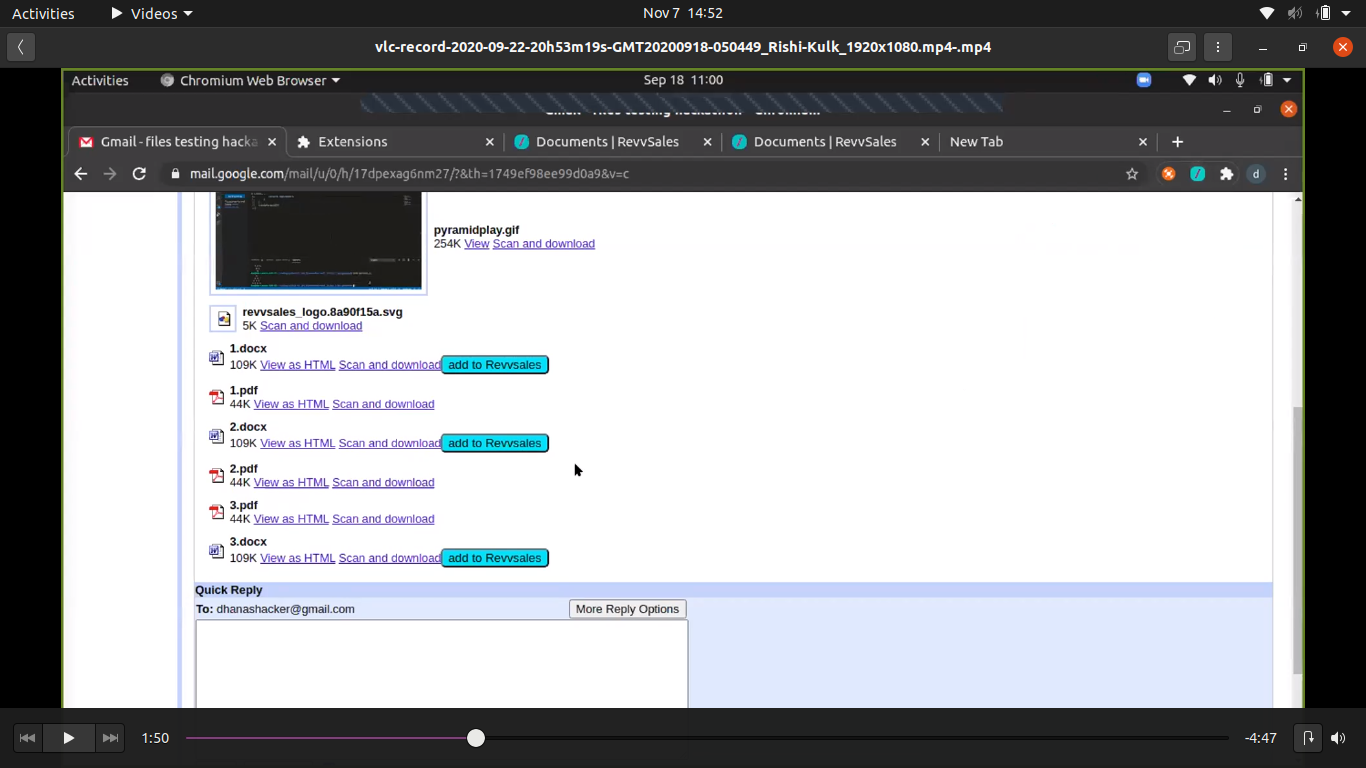 Activities Videos Nov 7 14:52
vlc-record-2020-09-22-20h53m19s-GMT20200918-050449_Rishi-Kulk_1920x1080.mp4-.mp4
Activities Chromium Web Browser Sep 18 11:00
Gmail - files testing hacka Extensions Documents | RevvSales Documents | RevvSales New Tab
mail.google.com/mail/u/0/h/17dpexag6nm27/?&th=1749ef98ee99d0a9&v=c d
pyramidplay.gif
254K View Scan and download
revvsales_logo.8a90f15a.svg
5K Scan and download
1.docx
109K View as HTML Scan and download add to Revvsales
1.pdf
44K View as HTML Scan and download
2.docx
109K View as HTML Scan and download add to Revvsales
2.pdf
44K View as HTML Scan and download
3.pdf
44K View as HTML Scan and download
3.docx
109K View as HTML Scan and download add to Revvsales
Quick Reply
To: dhanashacker@gmail.com More Reply Options
1:50 -4:47